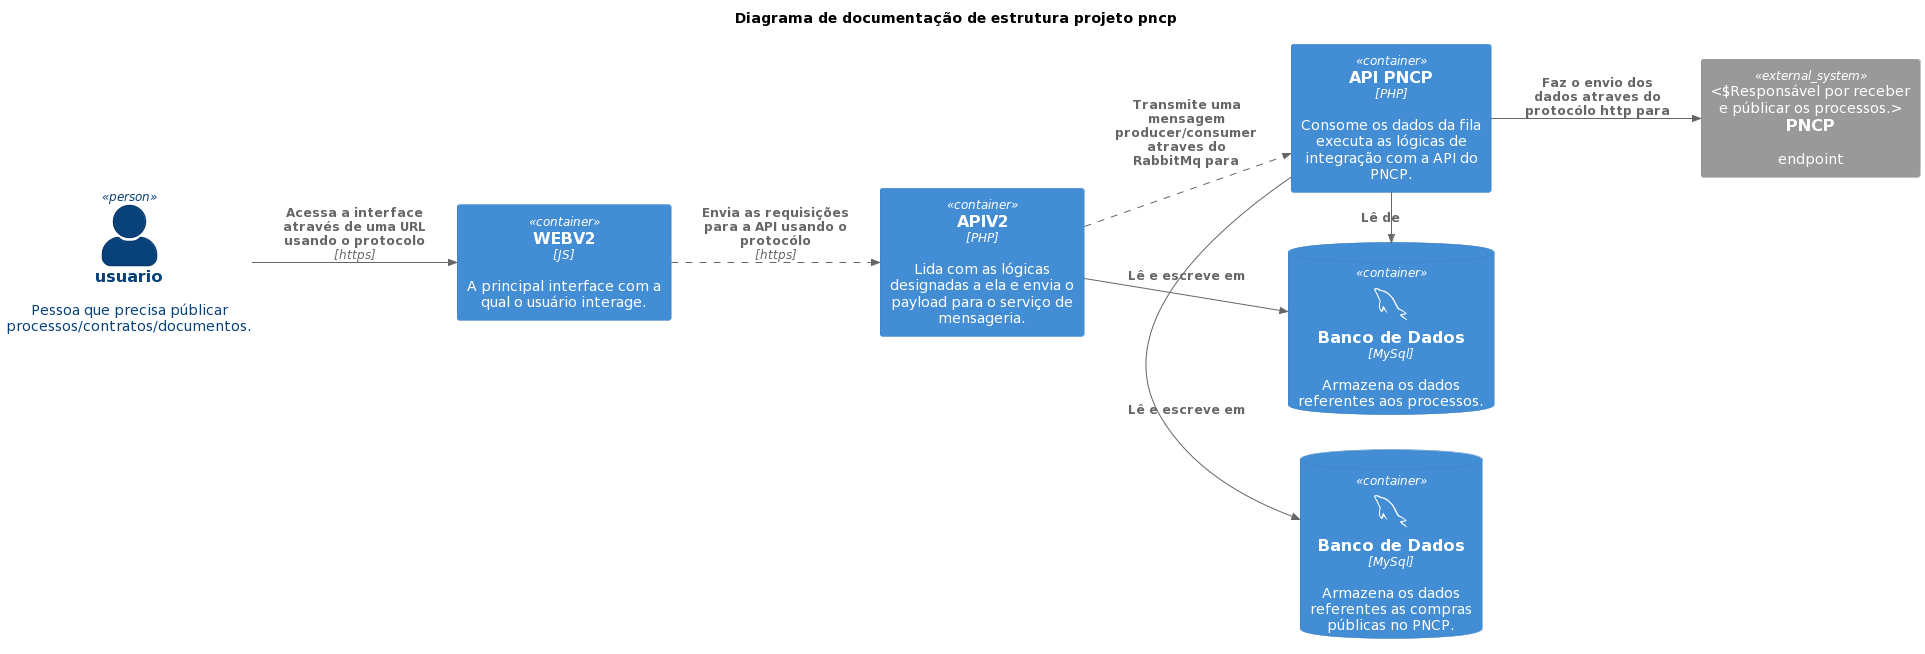 Diagrama de documentação de estrutura projeto pncp
«person»
usuario
Pessoa que precisa públicar
processos/contratos/documentos.
Acessa a interface
através de uma URL
usando o protocolo
[https]
«container»
WEBV2
[JS]
A principal interface com a
qual o usuário interage.
Envia as requisições
para a API usando o
protocólo
[https]
«container»
APIV2
[PHP]
Lida com as lógicas
designadas a ela e envia o
payload para o serviço de
mensageria.
Transmite uma
mensagem
producer/consumer
atraves do
RabbitMq para
Lê e escreve em
Lê e escreve em
«container»
API PNCP
[PHP]
Consome os dados da fila
executa as lógicas de
integração com a API do
PNCP.
Lê de
«container»
Banco de Dados
[MySql]
Armazena os dados
referentes aos processos.
«container»
Banco de Dados
[MySql]
Armazena os dados
referentes as compras
públicas no PNCP.
Faz o envio dos
dados atraves do
protocólo http para
«external_system»
<$Responsável por receber
e públicar os processos.>
PNCP
endpoint